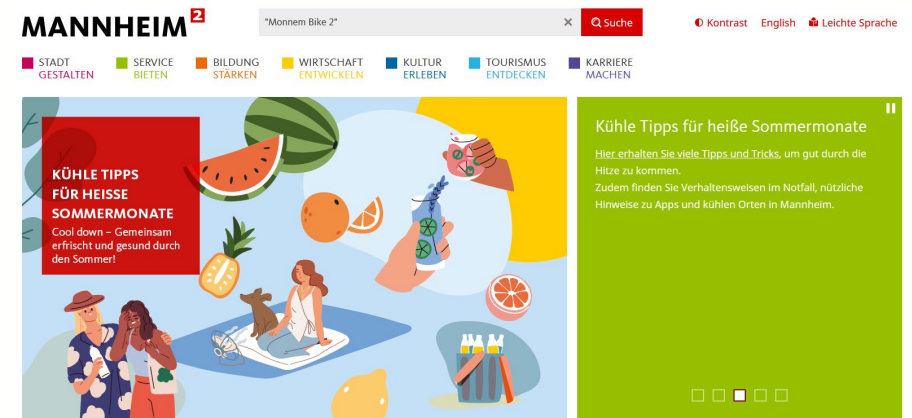 MANNHEIM²
"Monnem Bike 2"
Suche
Kontrast
English
Leichte Sprache
STADT
GESTALTEN
SERVICE
BIETEN
BILDUNG
STÄRKEN
WIRTSCHAFT
ENTWICKELN
KULTUR
ERLEBEN
TOURISMUS
ENTDECKEN
KARRIERE
MACHEN
KÜHLE TIPPS
FÜR HEISSE
SOMMERMONATE
Cool down – Gemeinsam
erfrischt und gesund durch
den Sommer!
Kühle Tipps für heiße Sommermonate
Hier erhalten Sie viele Tipps und Tricks, um gut durch die
Hitze zu kommen.
Zudem finden Sie Verhaltensweisen im Notfall, nützliche
Hinweise zu Apps und kühlen Orten in Mannheim.